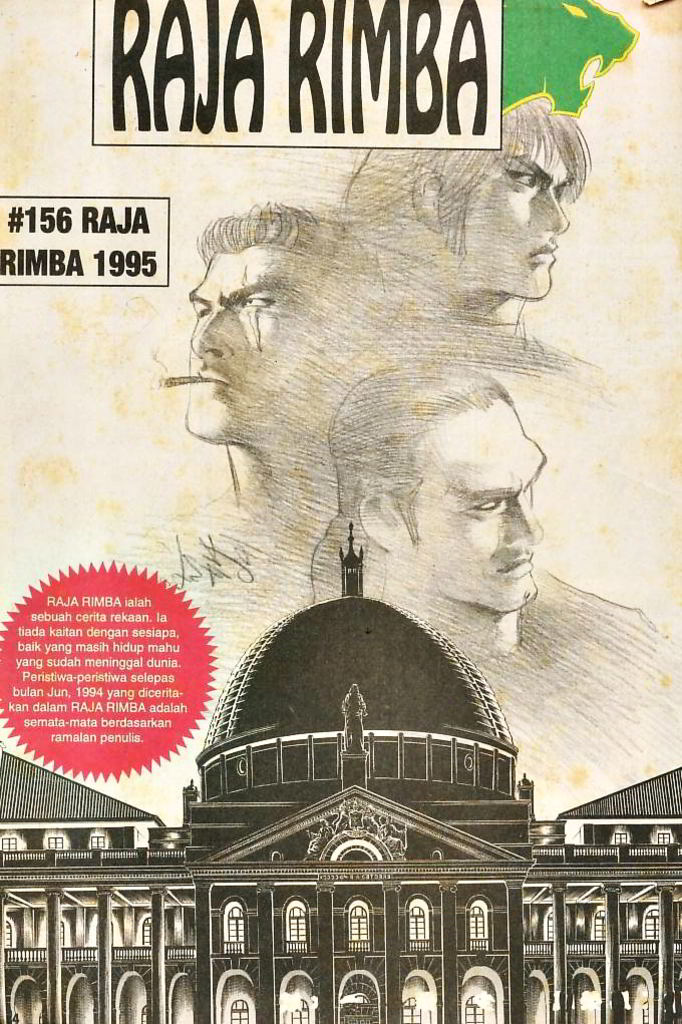 RAJA RIMBA
#156 RAJA
RIMBA 1995
RAJA RIMBA ialah
sebuah cerita rekaan. Ia
tiada kaitan dengan sesiapa,
baik yang masih hidup mahu
yang sudah meninggal dunia.
Peristiwa-peristiwa selepas
bulan Jun, 1994 yang dicerita-
kan dalam RAJA RIMBA adalah
semata-mata berdasarkan
ramalan penulis.